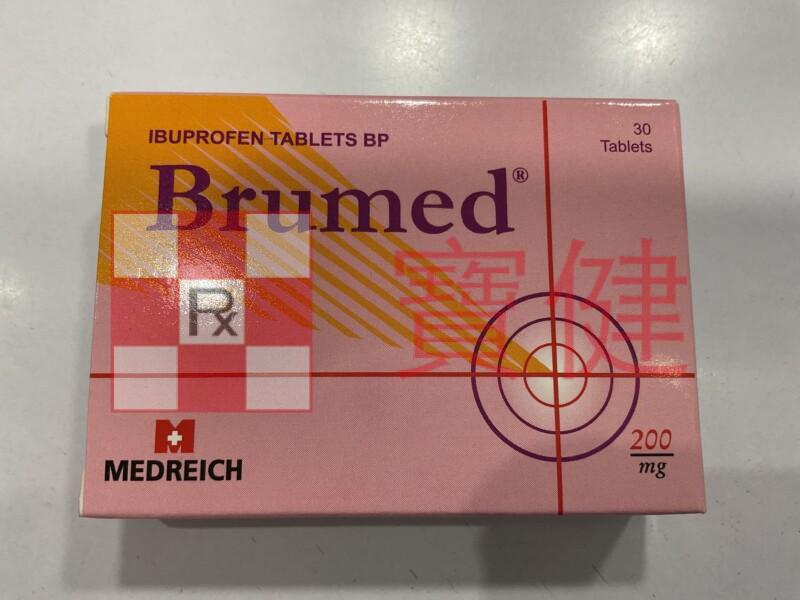 IBUPROFEN TABLETS BP
30
Tablets
Brumed®
寶健
Rx
200
mg
MEDREICH